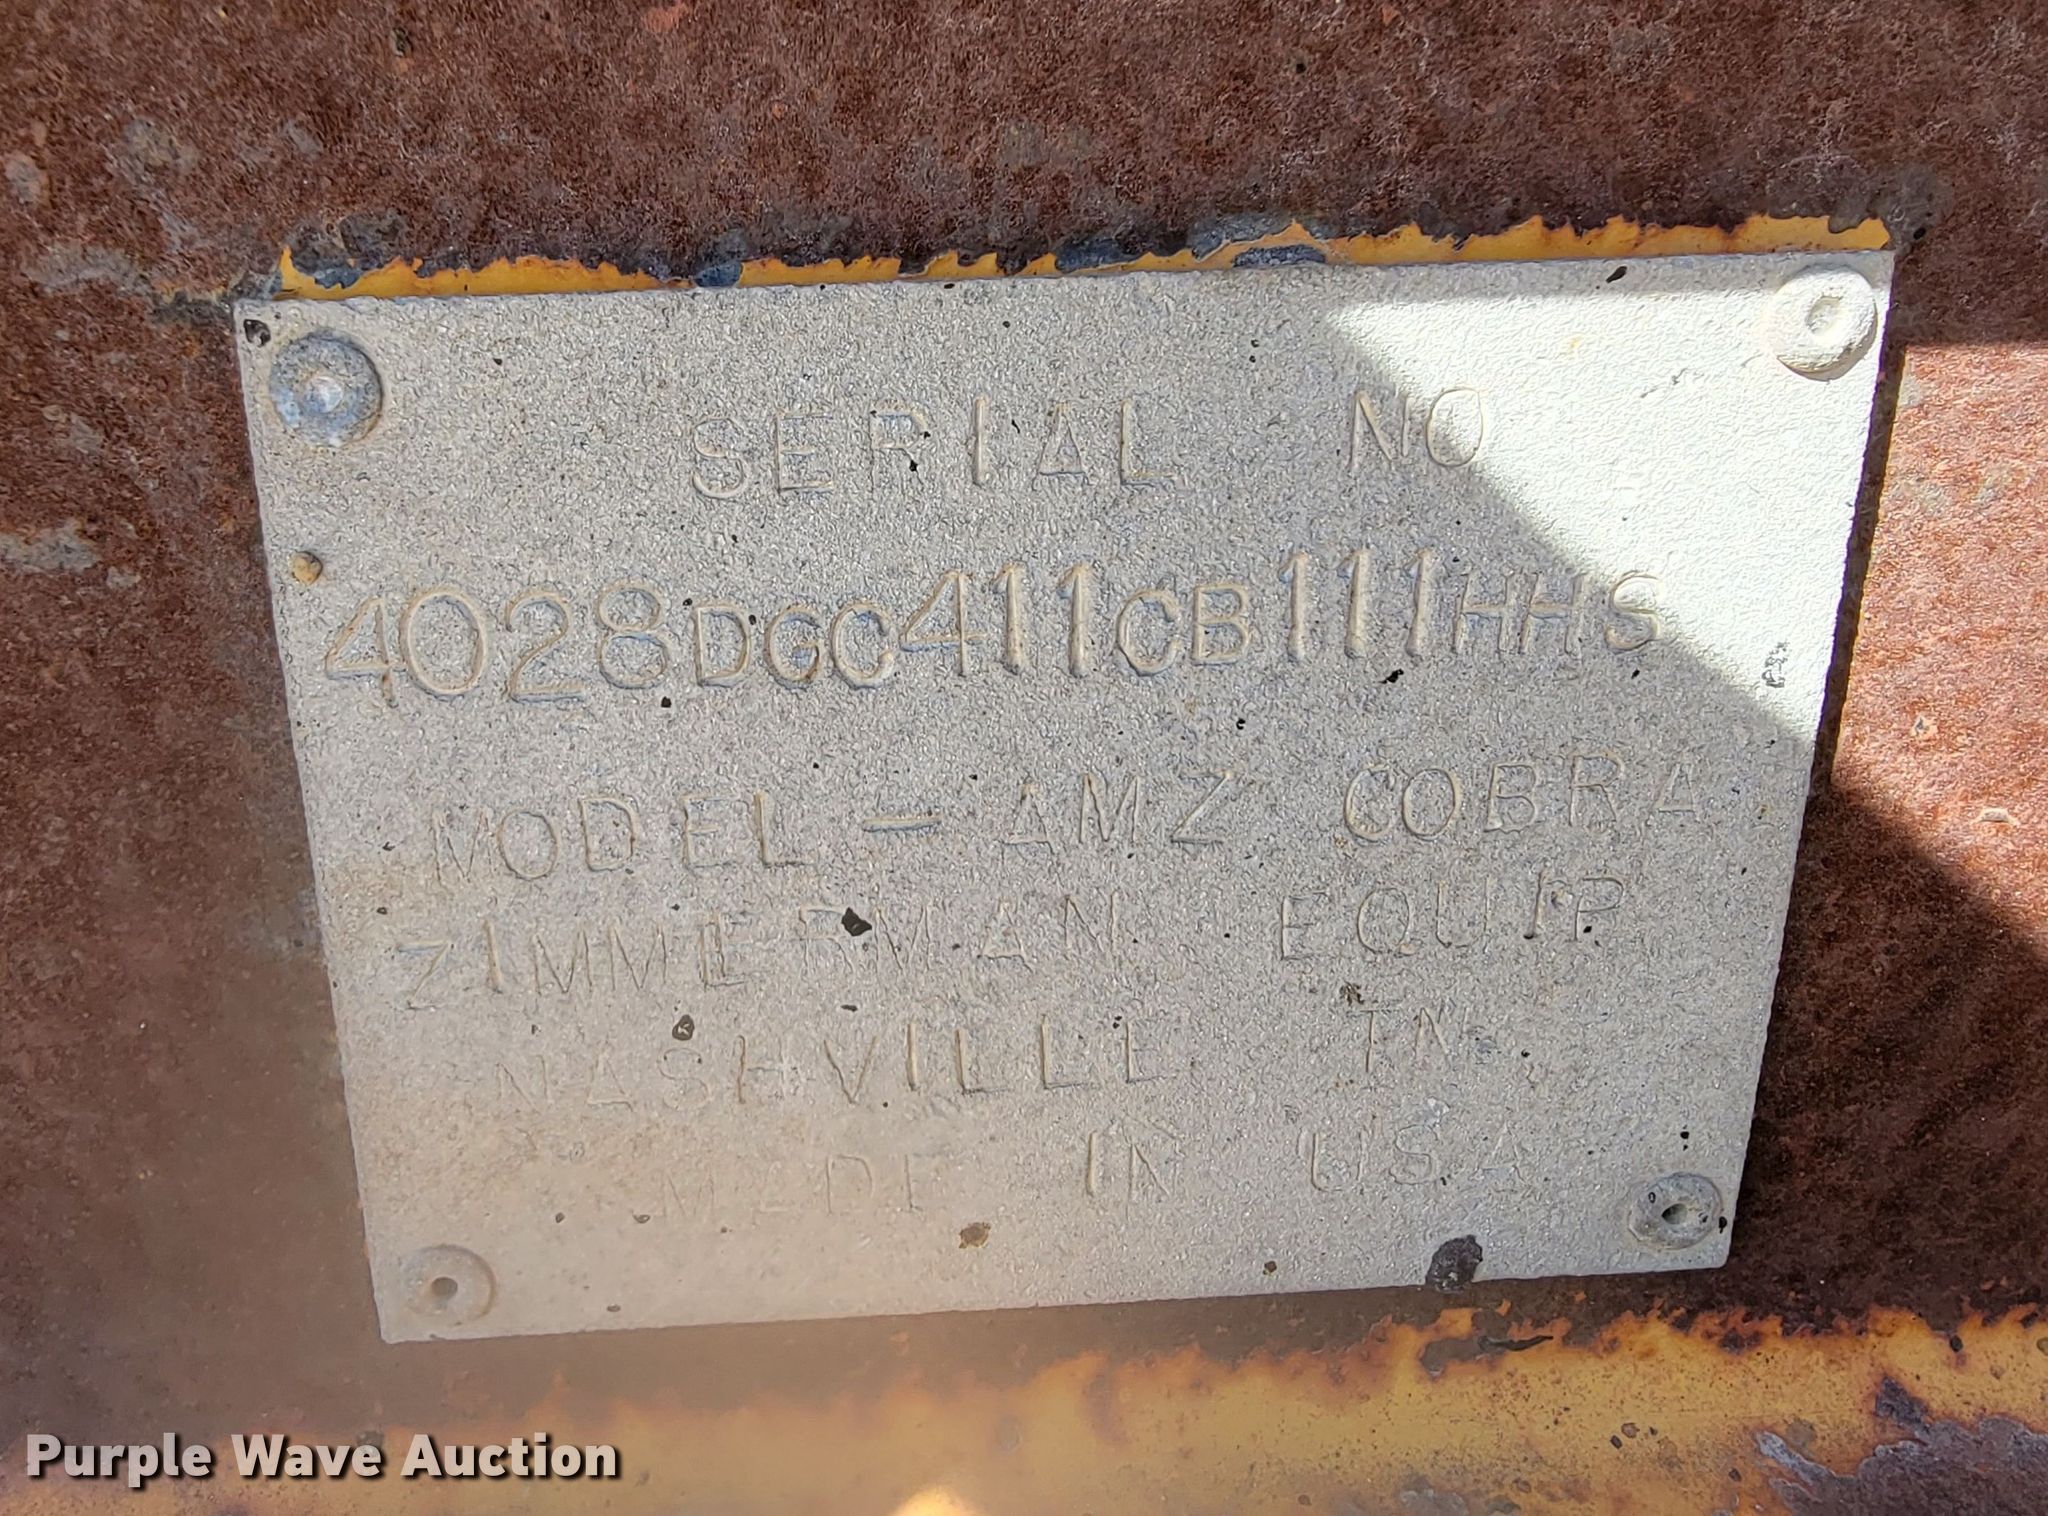 SERIAL NO
4028DGC411CB111HHS
MODEL - AMZ COBRA
ZIMMERMAN EQUIP
NASHVILLE TN.
MADE IN USA
Purple Wave Auction